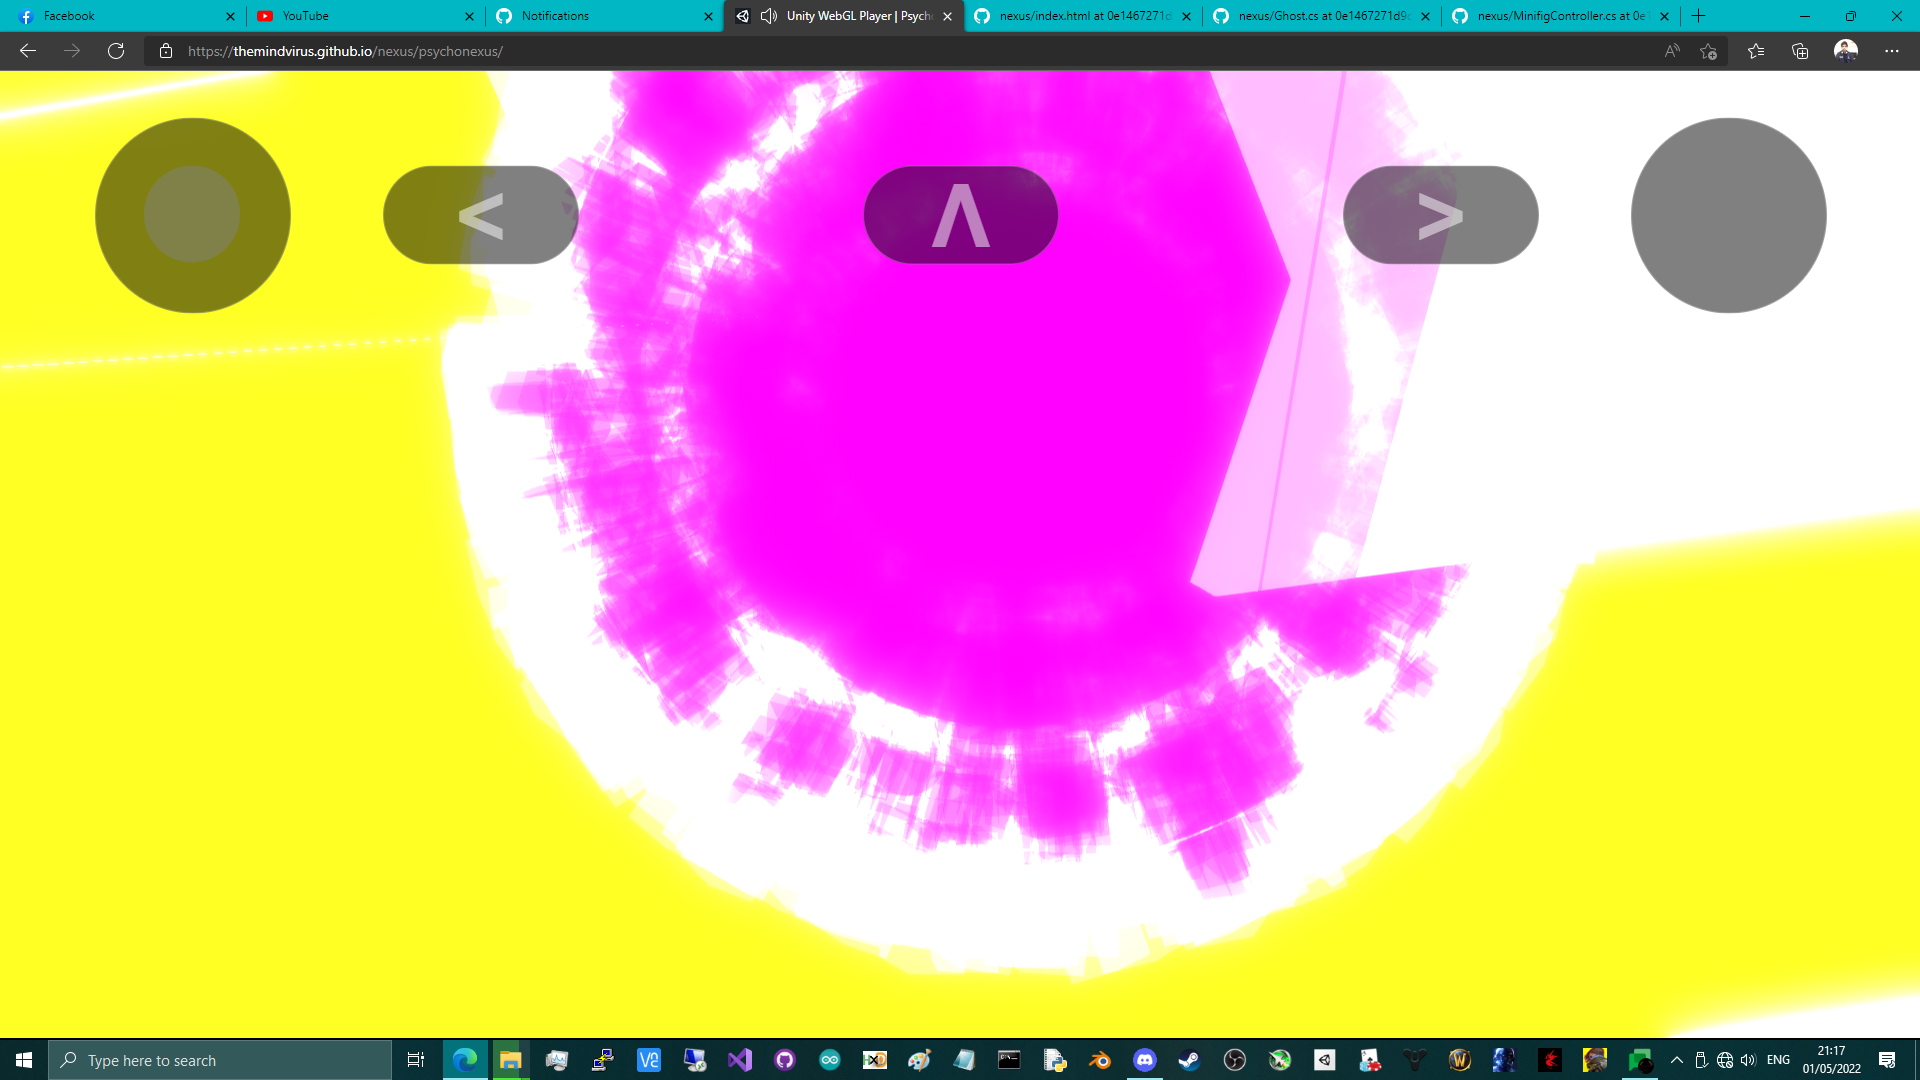 Facebook
YouTube
Notifications
Unity WebGL Player | Psycho
nexus/index.html at 0e1467271d
nexus/Ghost.cs at 0e1467271d9
nexus/MinifigController.cs at 0e1
https://themindvirus.github.io/nexus/psychonexus/
< Λ >
Type here to search
ENG
21:17
01/05/2022